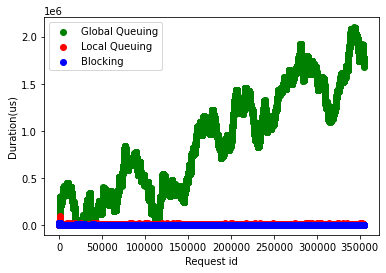 1e6
Global Queuing
Local Queuing
Blocking
2.0
1.5
1.0
0.5
0.0
Duration(us)
0
50000
100000
150000
200000
250000
300000
350000
Request id